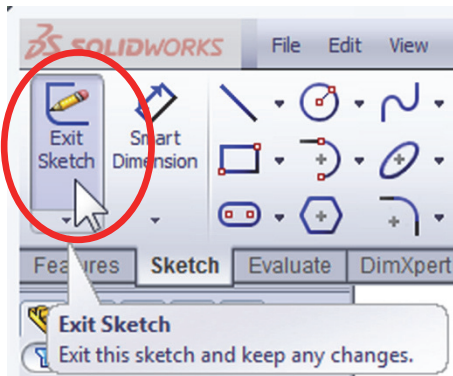 SOLIDWORKS File Edit View
Exit Sketch
Smart Dimension
Features Sketch Evaluate DimXpert
Exit Sketch
Exit this sketch and keep any changes.